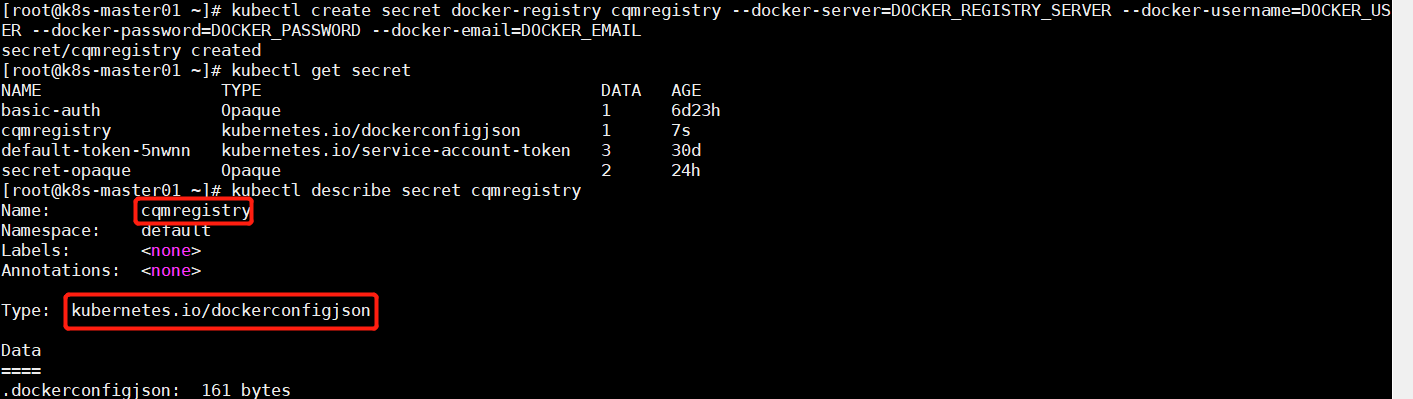 [root@k8s-master01 ~]# kubectl create secret docker-registry cqmregistry --docker-server=DOCKER_REGISTRY_SERVER --docker-username=DOCKER_US
ER --docker-password=DOCKER_PASSWORD --docker-email=DOCKER_EMAIL
secret/cqmregistry created
[root@k8s-master01 ~]# kubectl get secret
NAME                  TYPE                                  DATA   AGE
basic-auth            Opaque                                1      6d23h
cqmregistry           kubernetes.io/dockerconfigjson        1      7s
default-token-5nwnn   kubernetes.io/service-account-token   3      30d
secret-opaque         Opaque                                2      24h
[root@k8s-master01 ~]# kubectl describe secret cqmregistry
Name:         cqmregistry
Namespace:    default
Labels:       <none>
Annotations:  <none>
Type:  kubernetes.io/dockerconfigjson
Data
====
.dockerconfigjson:  161 bytes